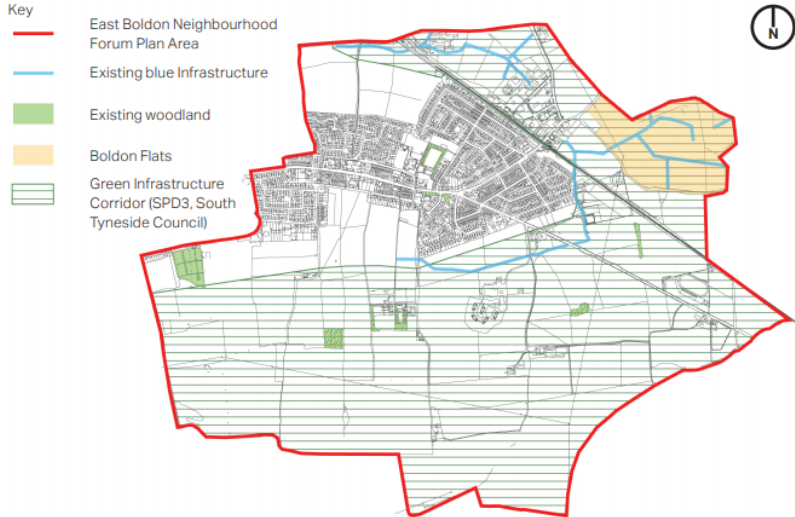 Key
East Boldon Neighbourhood
Forum Plan Area
Existing blue Infrastructure
Existing woodland
Boldon Flats
Green Infrastructure
Corridor (SPD3, South
Tyneside Council)
N